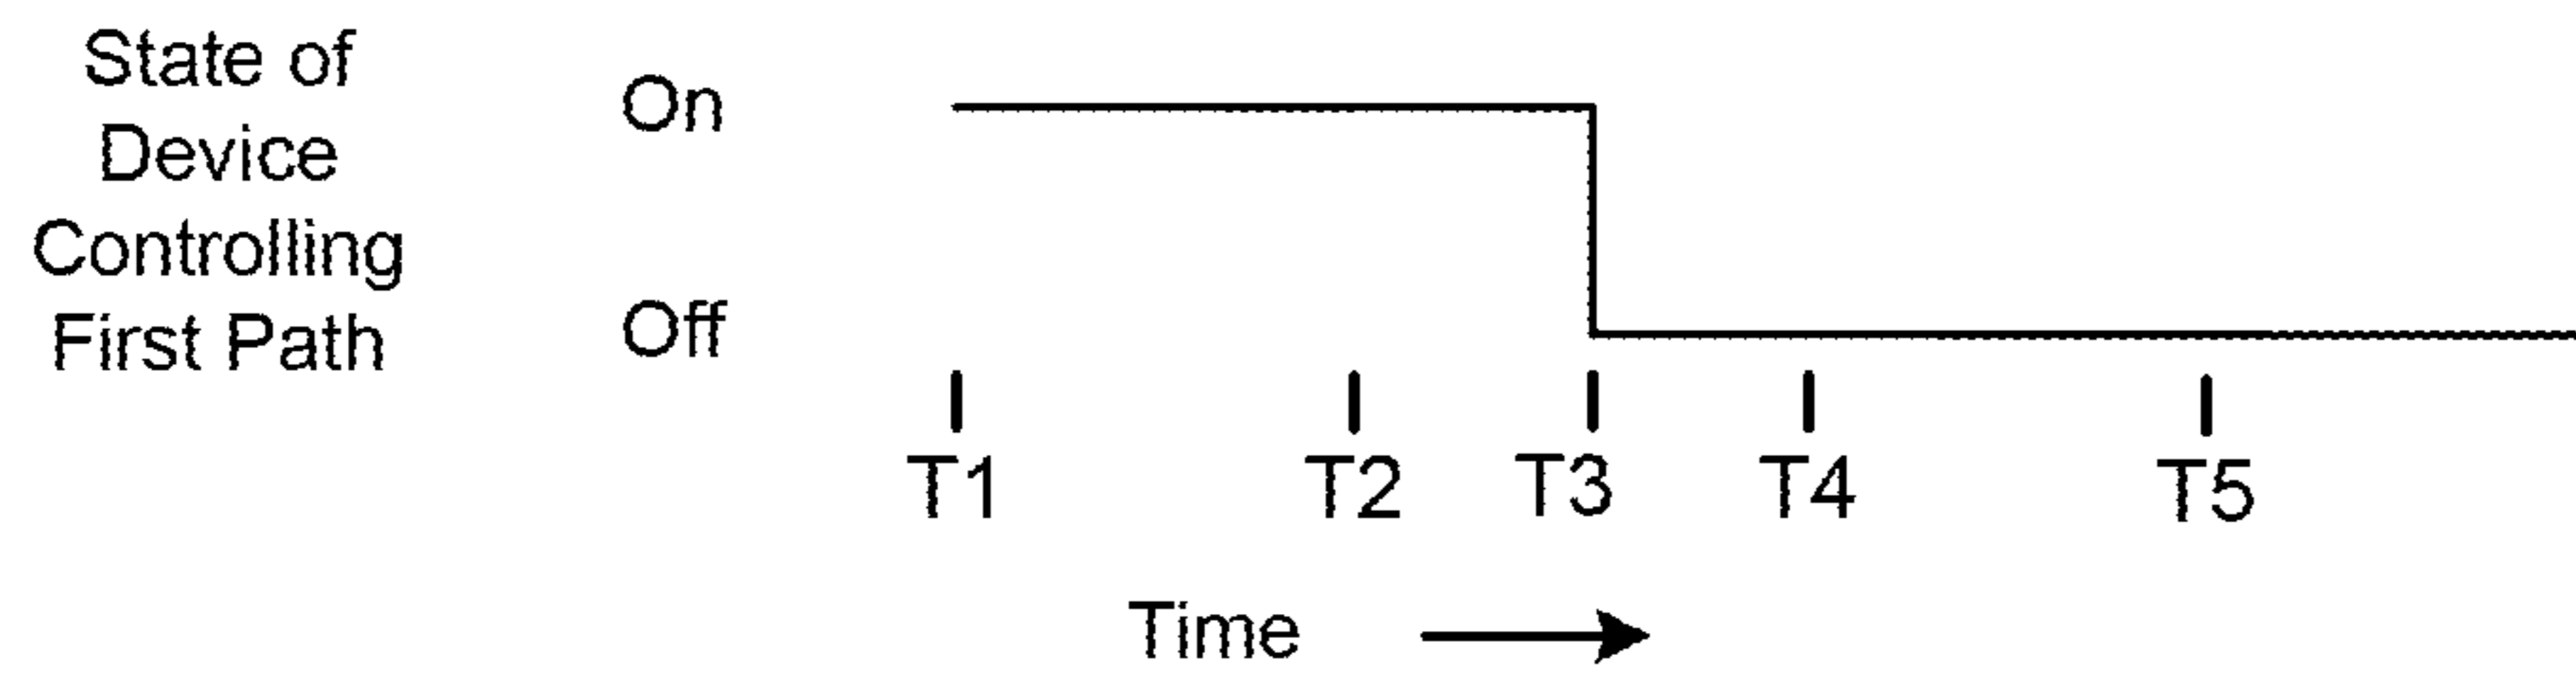 State of
Device
Controlling
First Path
On
Off
T1 T2 T3 T4 T5
Time